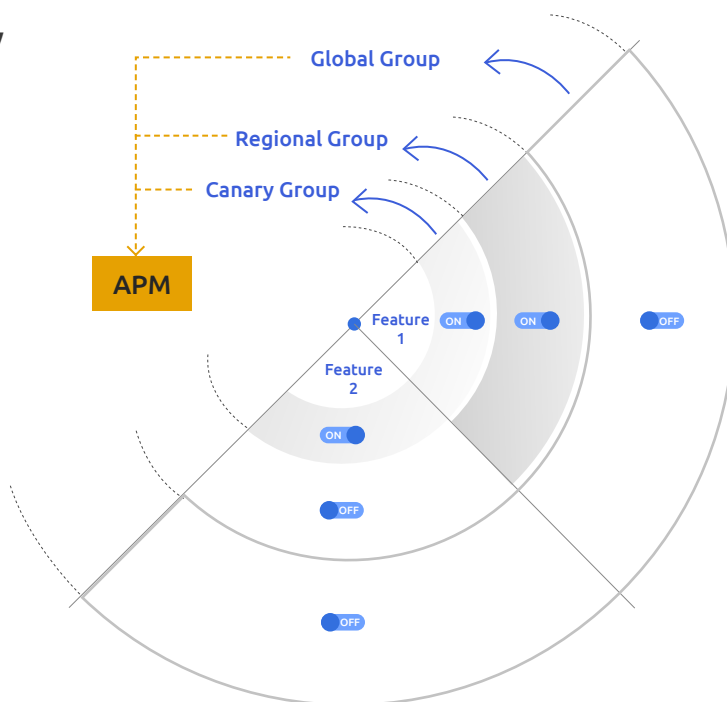 Global Group
Regional Group
Canary Group
APM
Feature
1
ON
ON
OFF
Feature
2
ON
OFF
OFF